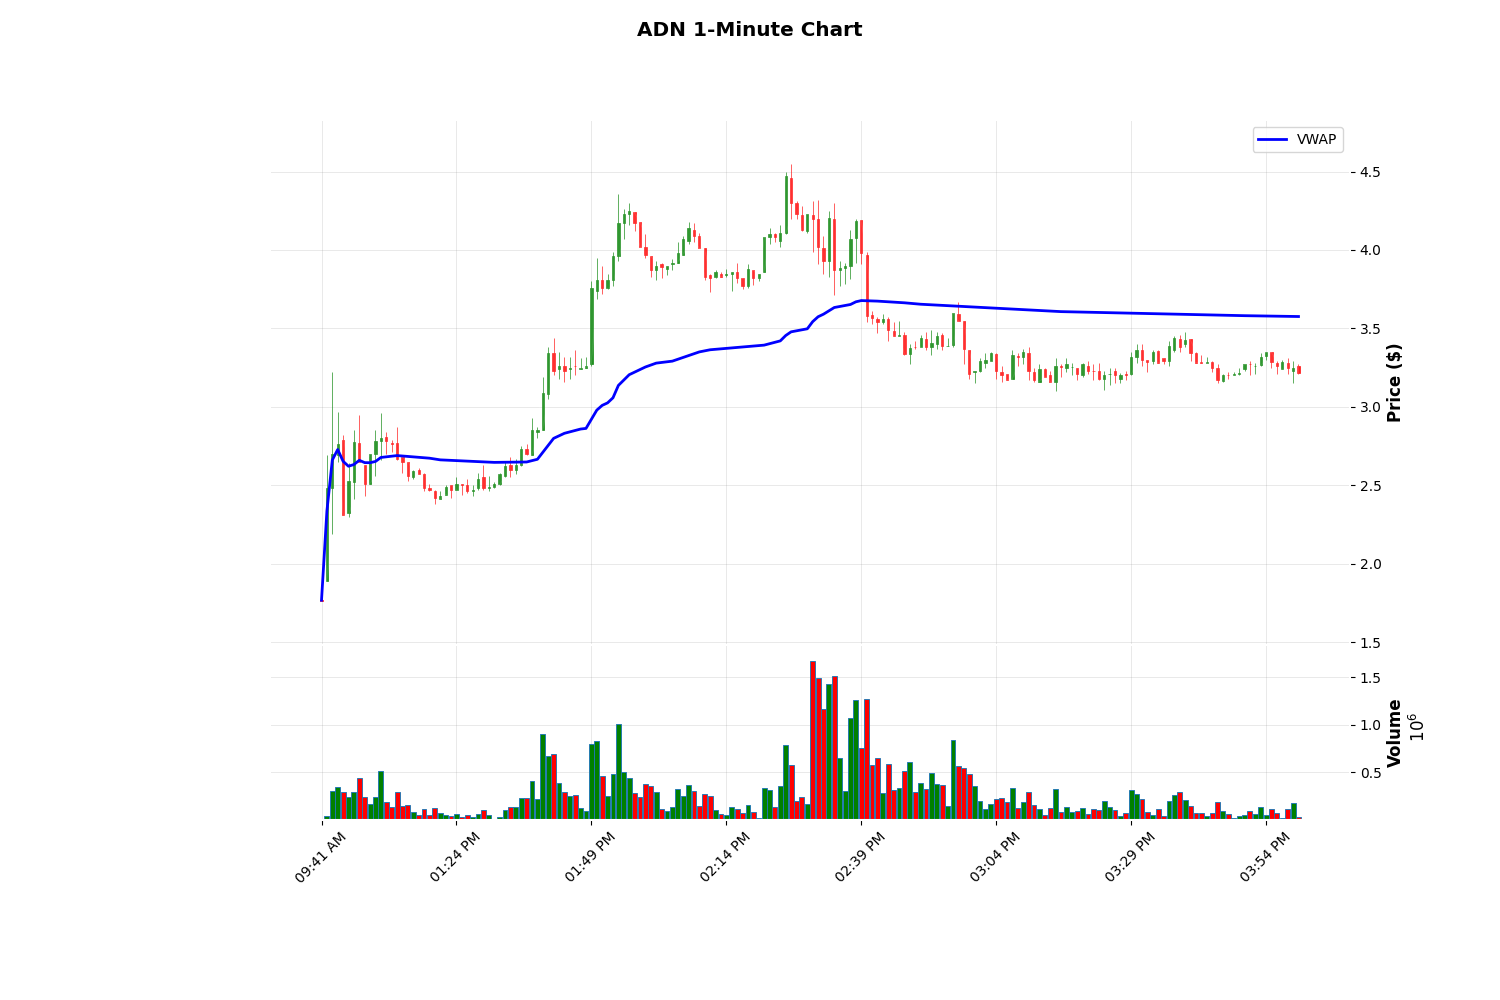 ADN 1-Minute Chart
VWAP
4.5
4.0
3.5
3.0
2.5
2.0
1.5
Price ($)
1.5
1.0
0.5
Volume
10⁶
09:41 AM
01:24 PM
01:49 PM
02:14 PM
02:39 PM
03:04 PM
03:29 PM
03:54 PM